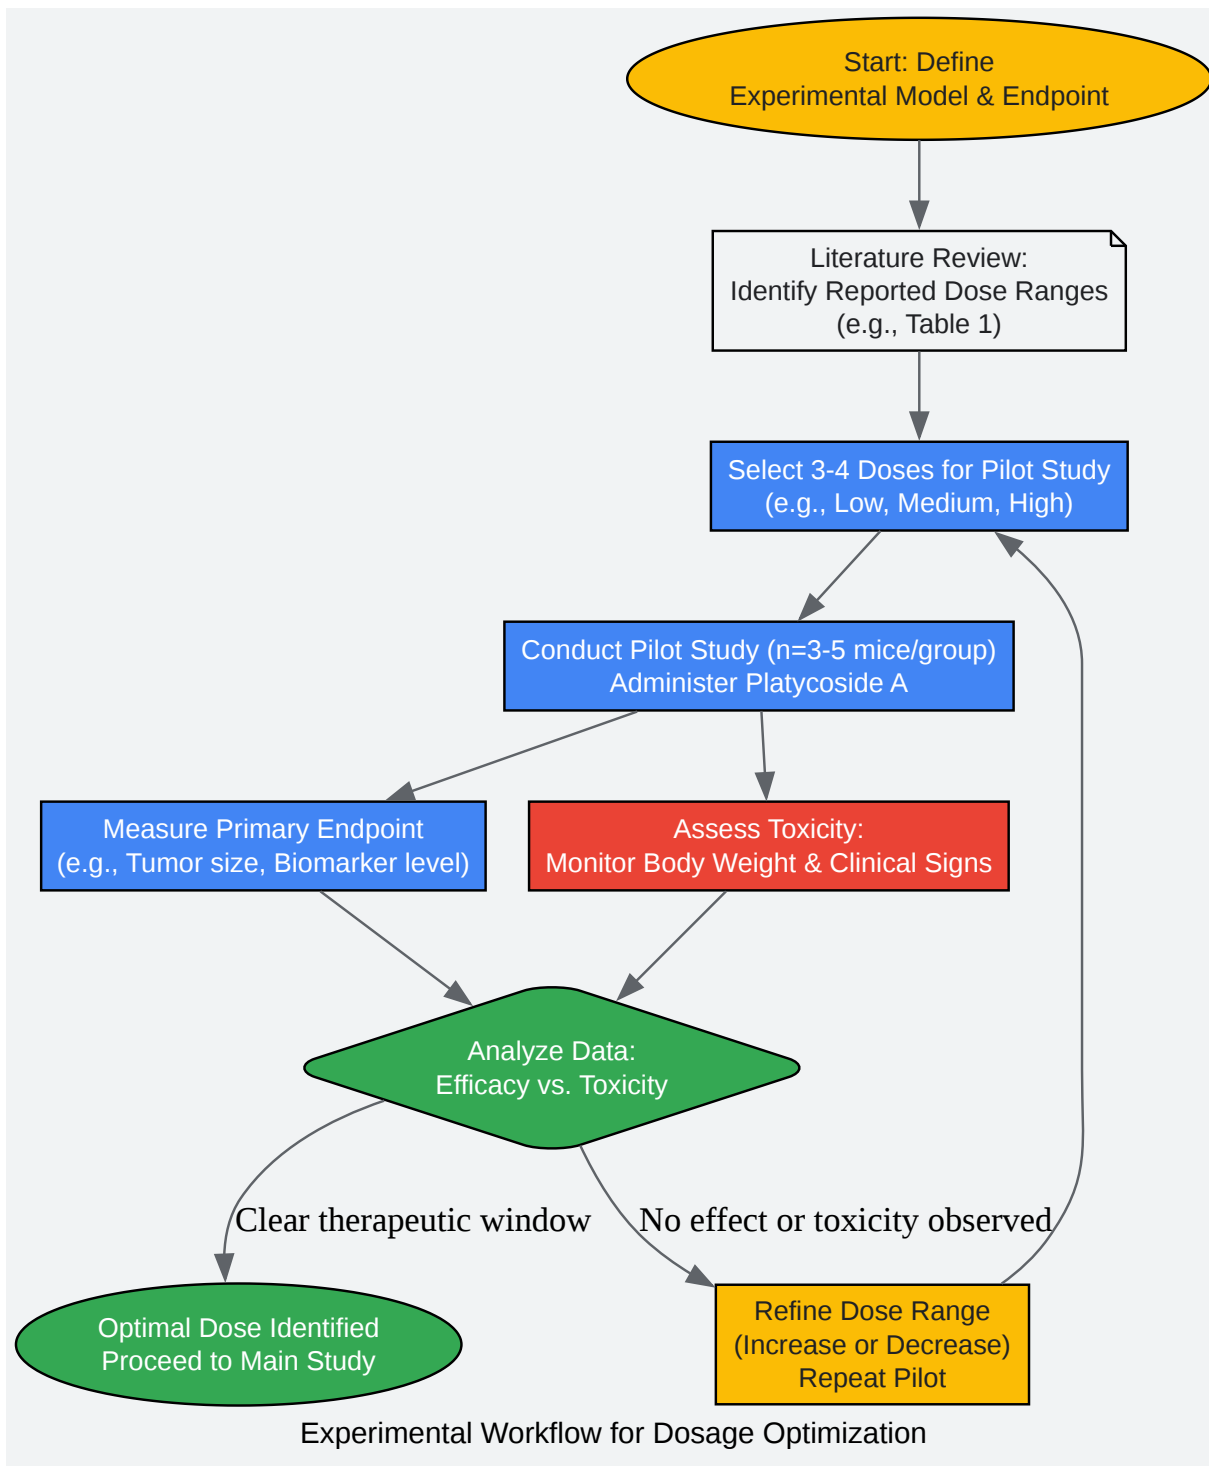 Start: Define
Experimental Model & Endpoint
Literature Review:
Identify Reported Dose Ranges
(e.g., Table 1)
Select 3-4 Doses for Pilot Study
(e.g., Low, Medium, High)
Conduct Pilot Study (n=3-5 mice/group)
Administer Platycoside A
Measure Primary Endpoint
(e.g., Tumor size, Biomarker level)
Assess Toxicity:
Monitor Body Weight & Clinical Signs
Analyze Data:
Efficacy vs. Toxicity
Clear therapeutic window
No effect or toxicity observed
Optimal Dose Identified
Proceed to Main Study
Refine Dose Range
(Increase or Decrease)
Repeat Pilot
Experimental Workflow for Dosage Optimization